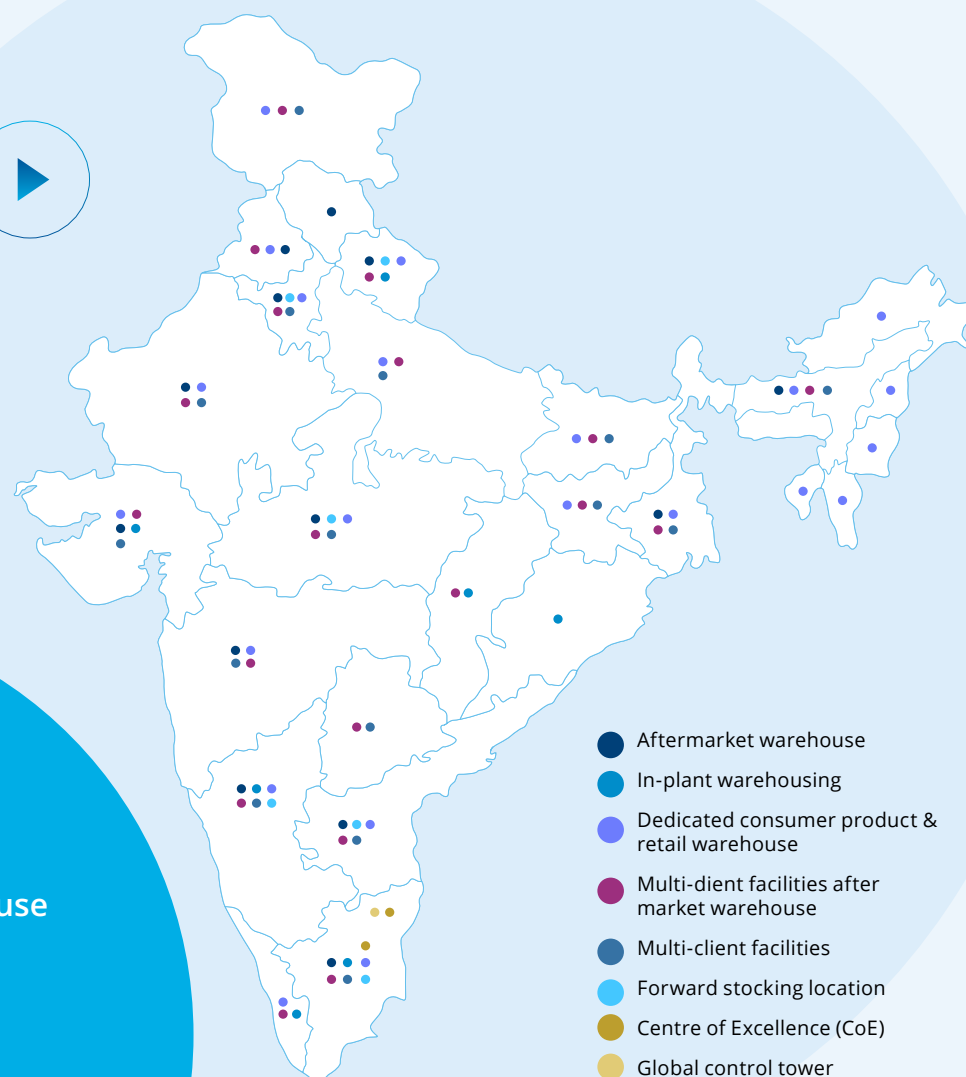 use
Aftermarket warehouse
In-plant warehousing
Dedicated consumer product &
retail warehouse
Multi-dient facilities after
market warehouse
Multi-client facilities
Forward stocking location
Centre of Excellence (CoE)
Global control tower